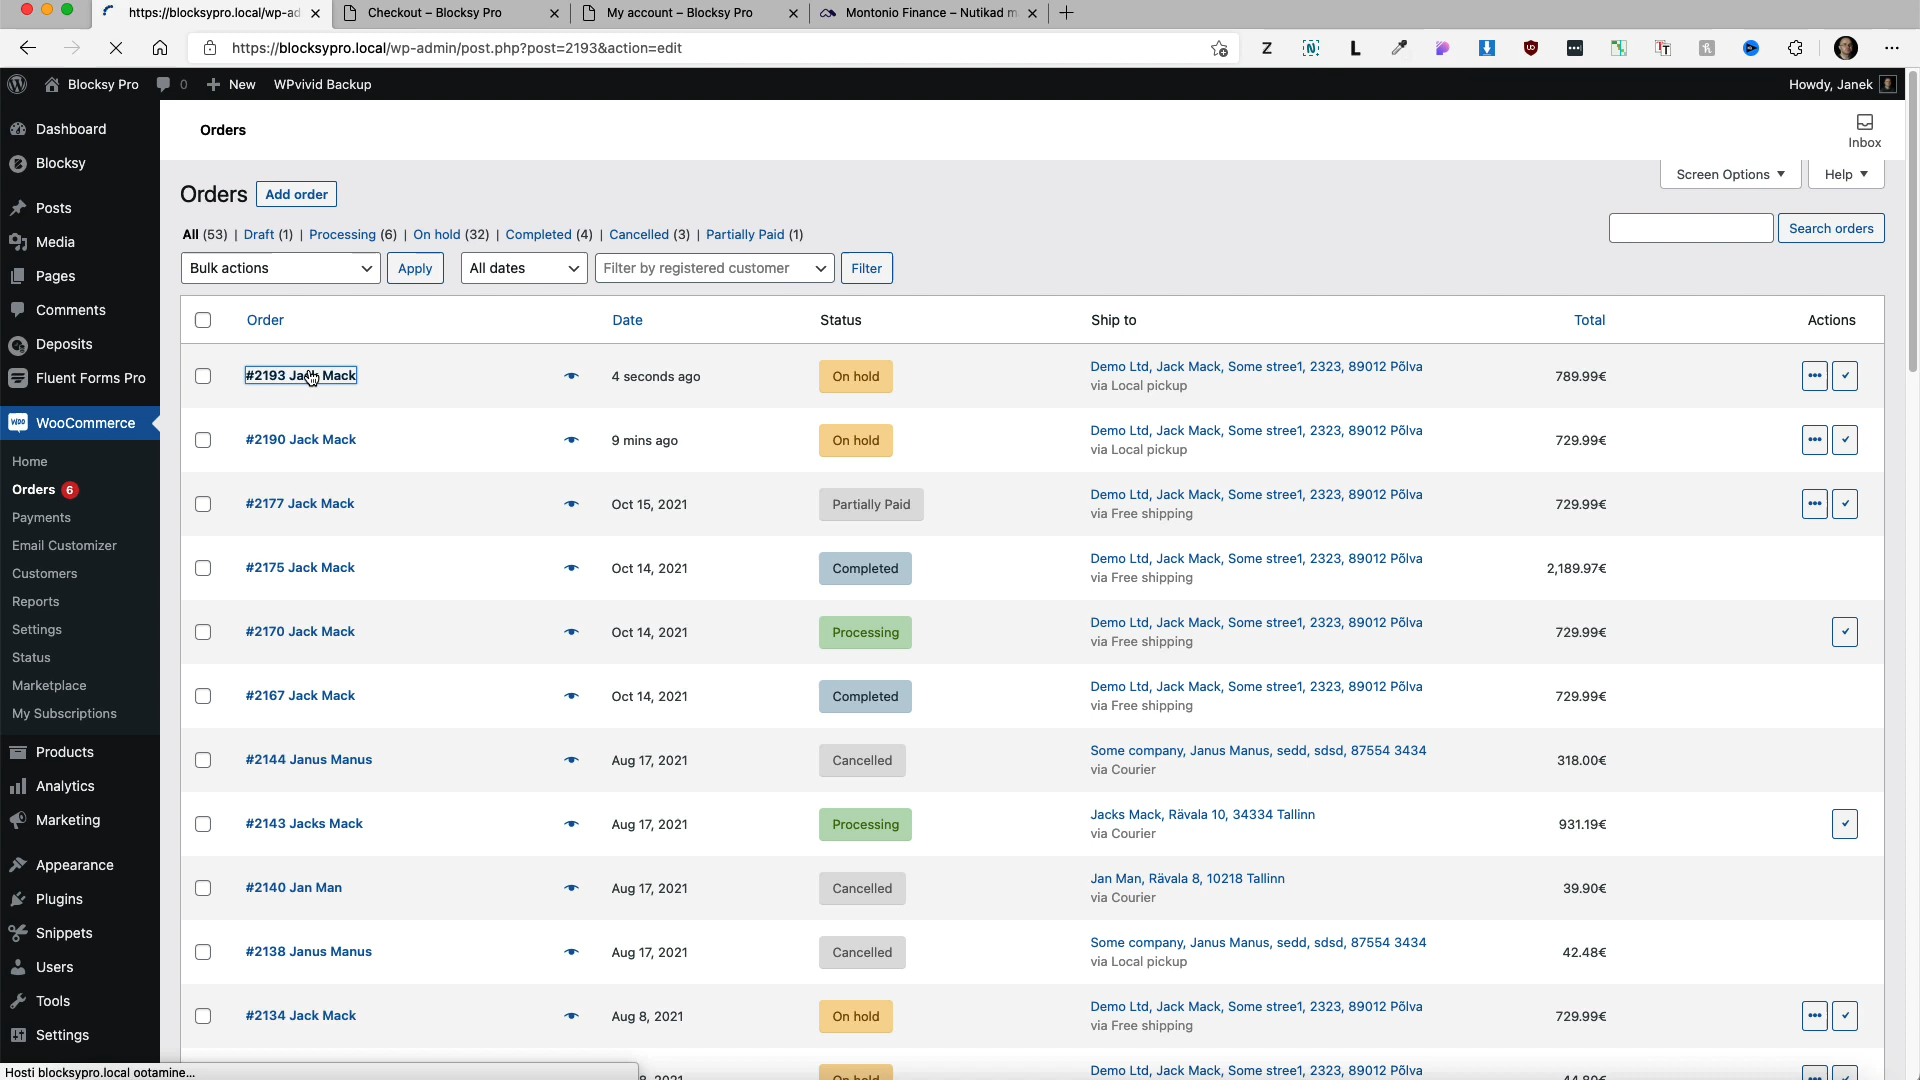 https://blocksypro.local/wp-ad
Checkout – Blocksy Pro
My account – Blocksy Pro
Montonio Finance – Nutikad m
https://blocksypro.local/wp-admin/post.php?post=2193&action=edit
Blocksy Pro
0
New
WPvivid Backup
Howdy, Janek
Dashboard
Blocksy
Posts
Media
Pages
Comments
Deposits
Fluent Forms Pro
WooCommerce
Home
Orders 6
Payments
Email Customizer
Customers
Reports
Settings
Status
Marketplace
My Subscriptions
Products
Analytics
Marketing
Appearance
Plugins
Snippets
Users
Tools
Settings
Orders
Inbox
Screen Options
Help
Orders
Add order
All (53) | Draft (1) | Processing (6) | On hold (32) | Completed (4) | Cancelled (3) | Partially Paid (1)
Search orders
Bulk actions
Apply
All dates
Filter by registered customer
Filter
Order Date Status Ship to Total Actions
#2193 Jack Mack 4 seconds ago On hold Demo Ltd, Jack Mack, Some stree1, 2323, 89012 Põlva 789.99€
via Local pickup
#2190 Jack Mack 9 mins ago On hold Demo Ltd, Jack Mack, Some stree1, 2323, 89012 Põlva 729.99€
via Local pickup
#2177 Jack Mack Oct 15, 2021 Partially Paid Demo Ltd, Jack Mack, Some stree1, 2323, 89012 Põlva 729.99€
via Free shipping
#2175 Jack Mack Oct 14, 2021 Completed Demo Ltd, Jack Mack, Some stree1, 2323, 89012 Põlva 2,189.97€
via Free shipping
#2170 Jack Mack Oct 14, 2021 Processing Demo Ltd, Jack Mack, Some stree1, 2323, 89012 Põlva 729.99€
via Free shipping
#2167 Jack Mack Oct 14, 2021 Completed Demo Ltd, Jack Mack, Some stree1, 2323, 89012 Põlva 729.99€
via Free shipping
#2144 Janus Manus Aug 17, 2021 Cancelled Some company, Janus Manus, sedd, sdsd, 87554 3434 318.00€
via Courier
#2143 Jacks Mack Aug 17, 2021 Processing Jacks Mack, Rävala 10, 34334 Tallinn 931.19€
via Courier
#2140 Jan Man Aug 17, 2021 Cancelled Jan Man, Rävala 8, 10218 Tallinn 39.90€
via Courier
#2138 Janus Manus Aug 17, 2021 Cancelled Some company, Janus Manus, sedd, sdsd, 87554 3434 42.48€
via Local pickup
#2134 Jack Mack Aug 8, 2021 On hold Demo Ltd, Jack Mack, Some stree1, 2323, 89012 Põlva 729.99€
via Free shipping
8, 2021 On hold Demo Ltd, Jack Mack, Some stree1, 2323, 89012 Põlva 44.80€
Hosti blocksypro.local ootamine...